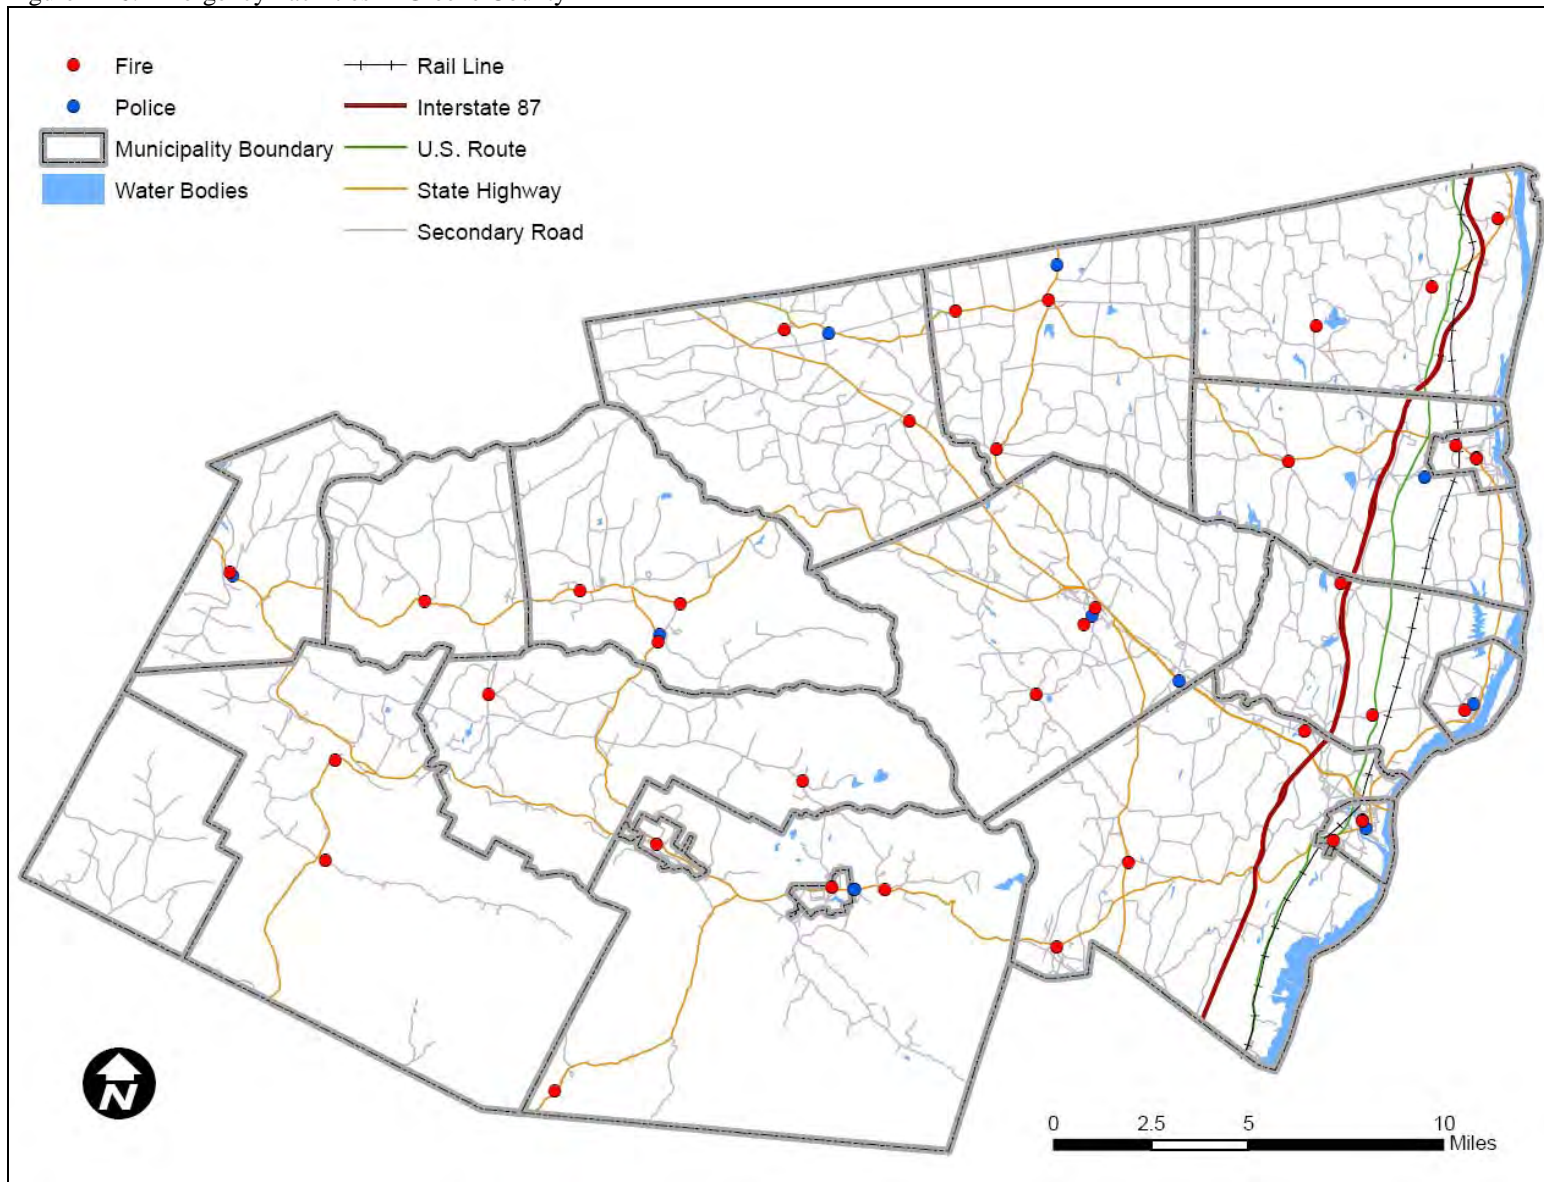 Fire
Police
Municipality Boundary
Water Bodies
Rail Line
Interstate 87
U.S. Route
State Highway
Secondary Road
N
0 2.5 5 10
Miles